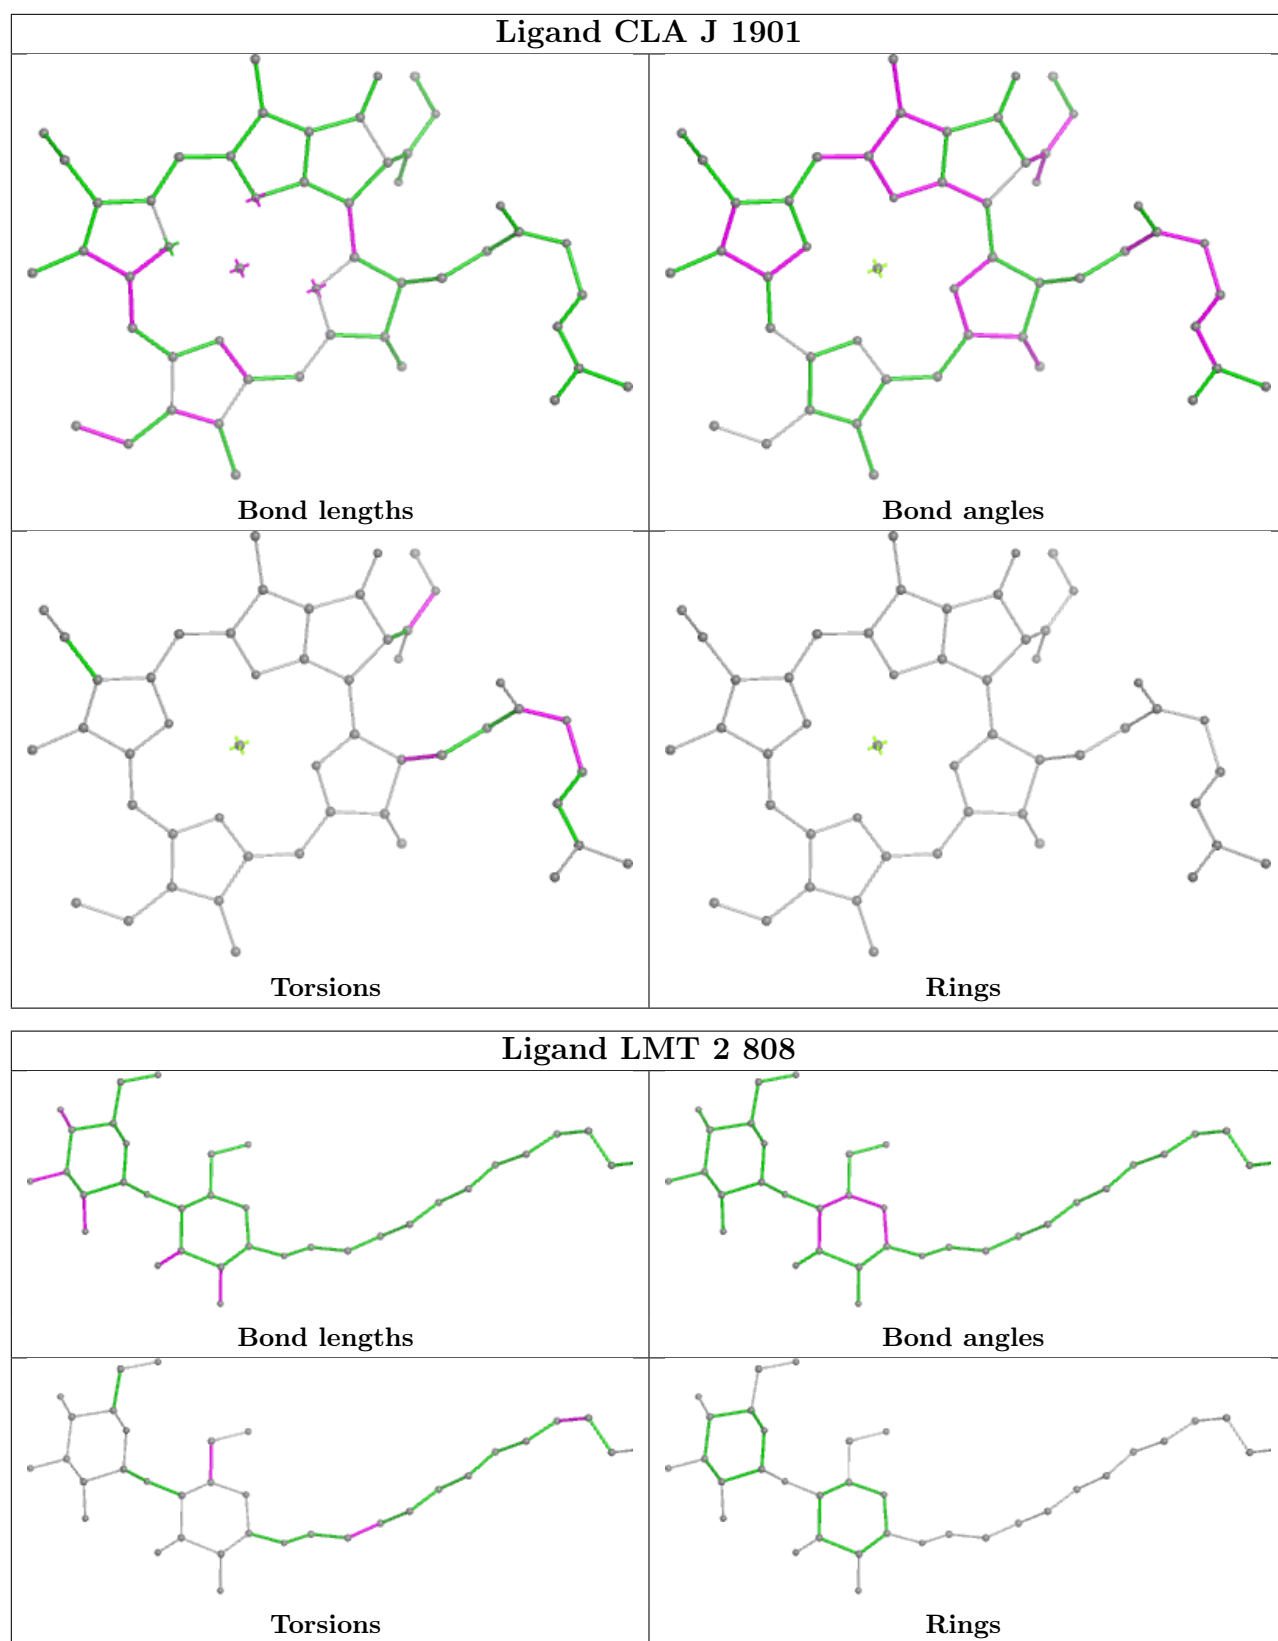 Ligand CLA J 1901
Bond lengths
Bond angles
Torsions
Rings
Ligand LMT 2 808
Bond lengths
Bond angles
Torsions
Rings